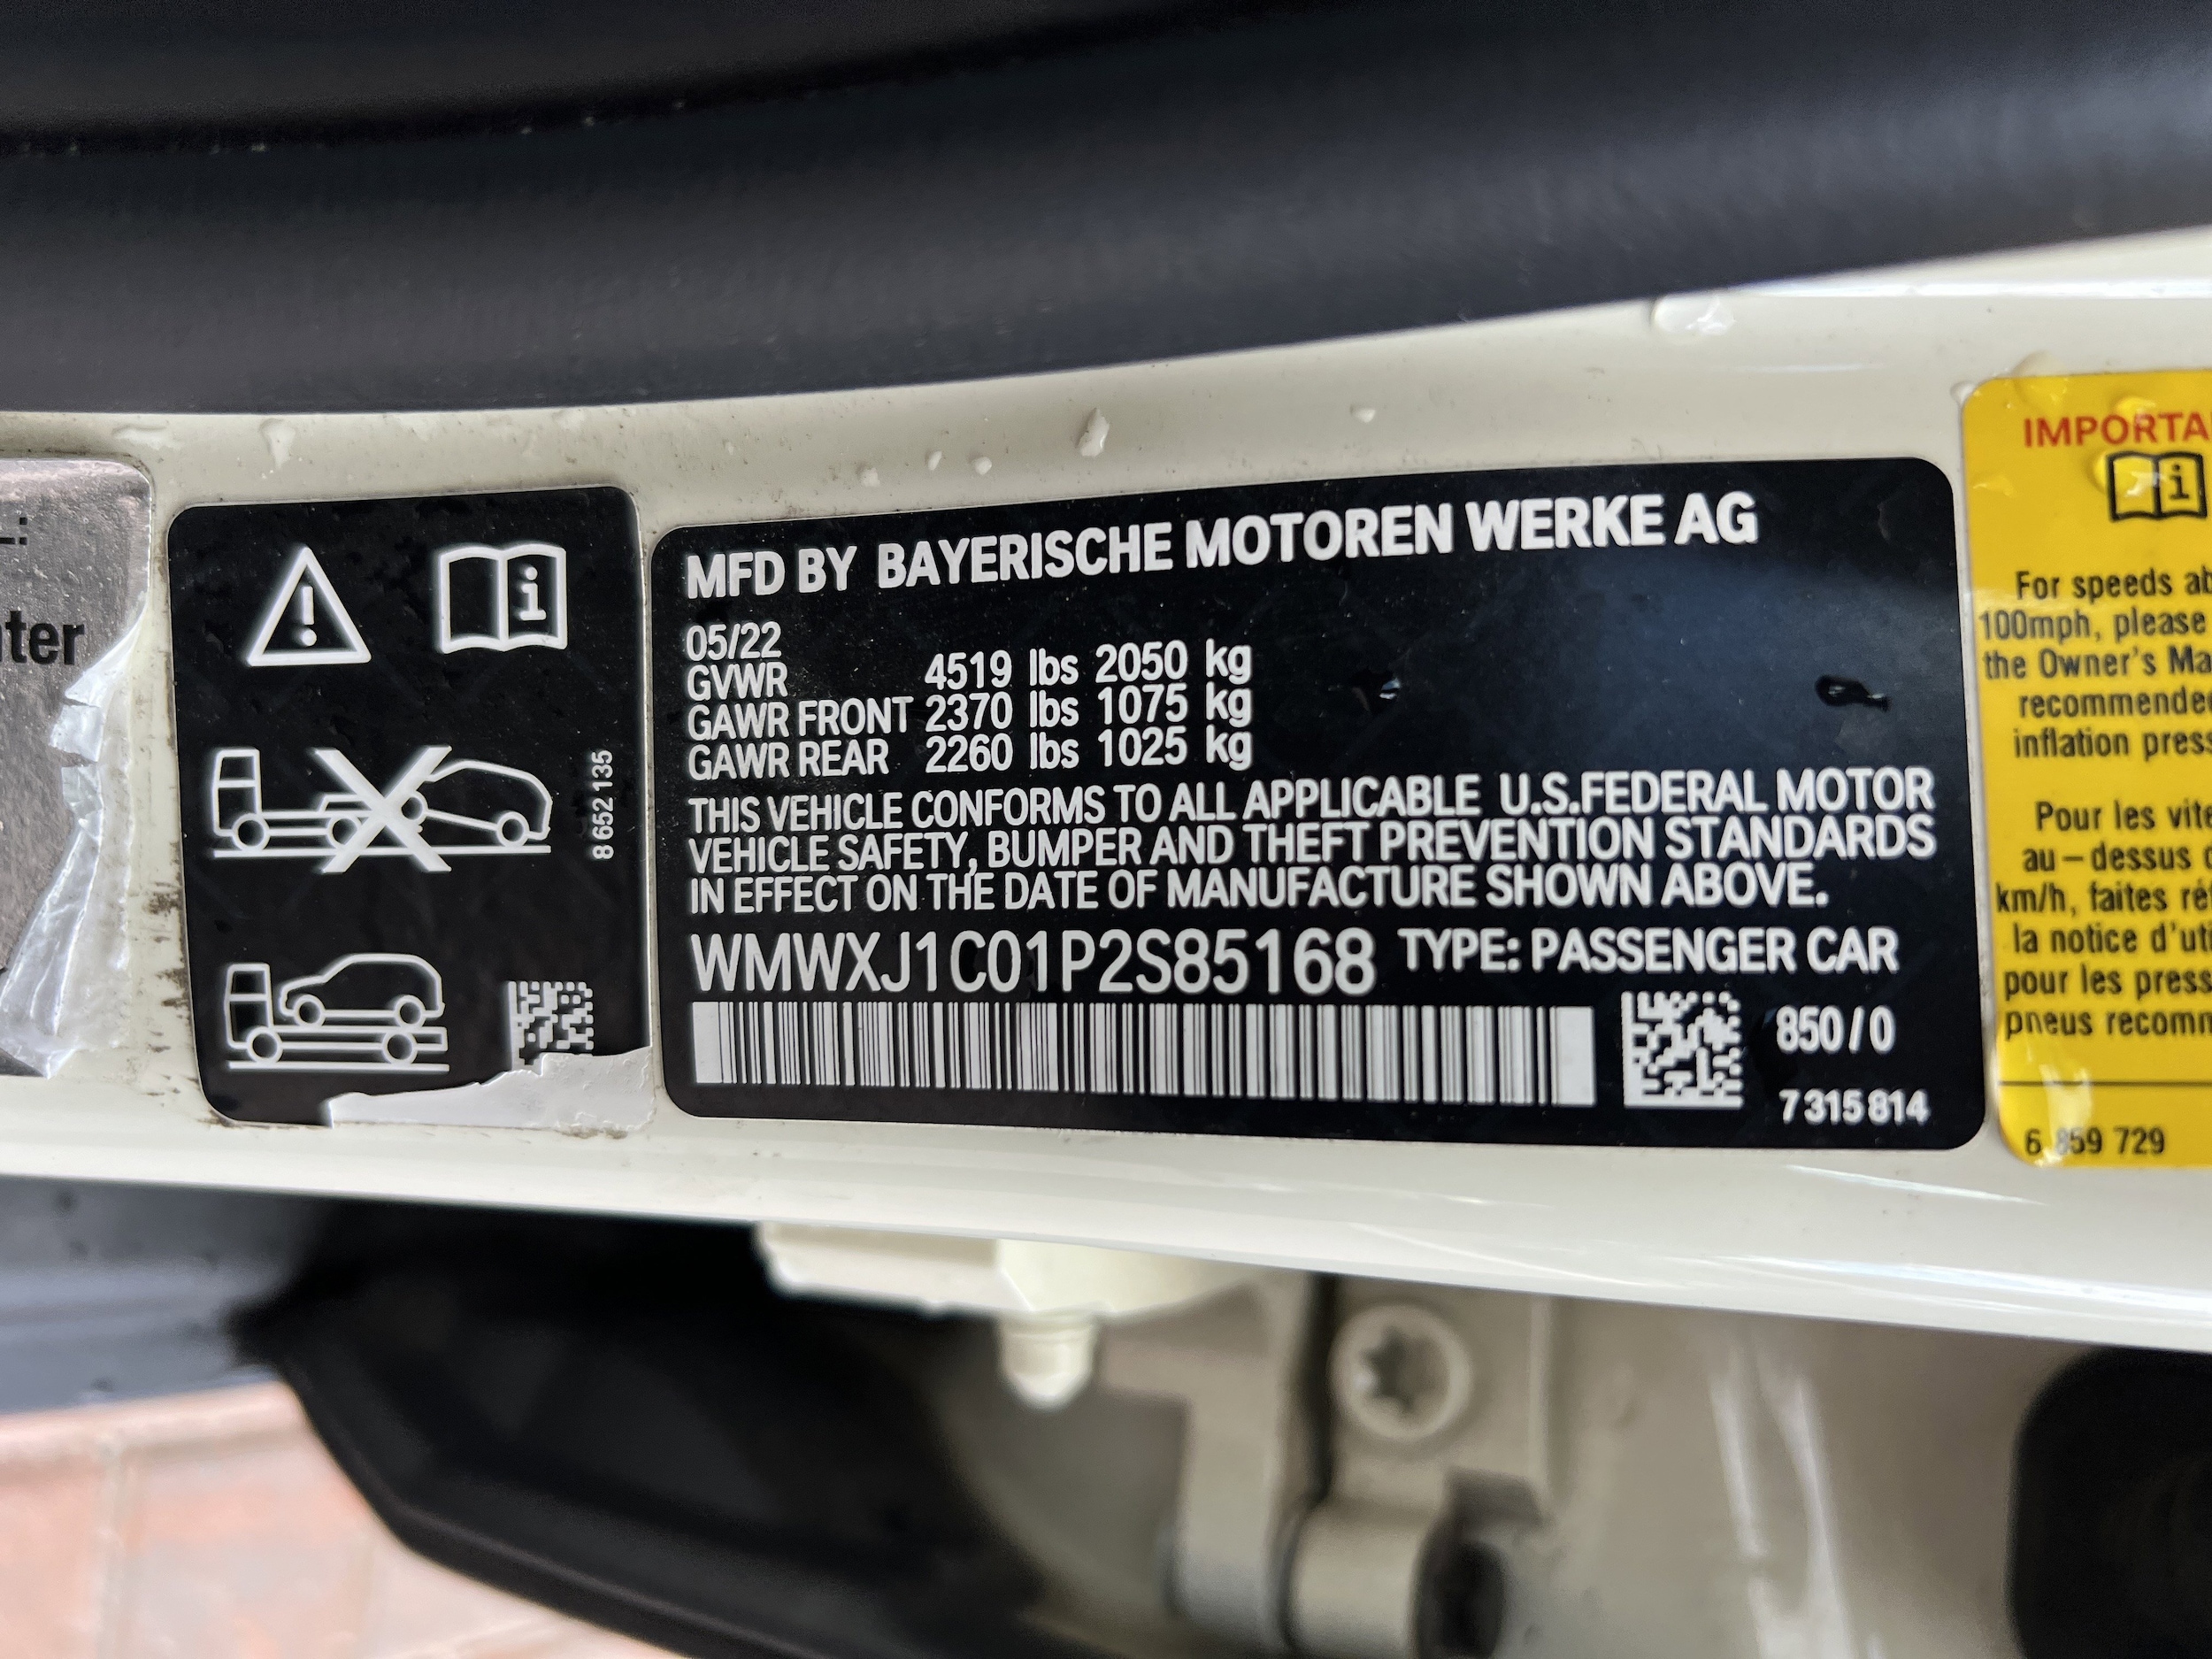 L:
nter
8 652 135
MFD BY BAYERISCHE MOTOREN WERKE AG
05/22
GVWR 4519 lbs 2050 kg
GAWR FRONT 2370 lbs 1075 kg
GAWR REAR 2260 lbs 1025 kg
THIS VEHICLE CONFORMS TO ALL APPLICABLE U.S.FEDERAL MOTOR
VEHICLE SAFETY, BUMPER AND THEFT PREVENTION STANDARDS
IN EFFECT ON THE DATE OF MANUFACTURE SHOWN ABOVE.
WMWXJ1C01P2S85168 TYPE: PASSENGER CAR
850/0
7 315 814
IMPORTA
For speeds ab
100mph, please
the Owner's Ma
recommende
inflation press
Pour les vite
au-dessus d
km/h, faites ré
la notice d'uti
pour les press
pneus recomm
6 859 729